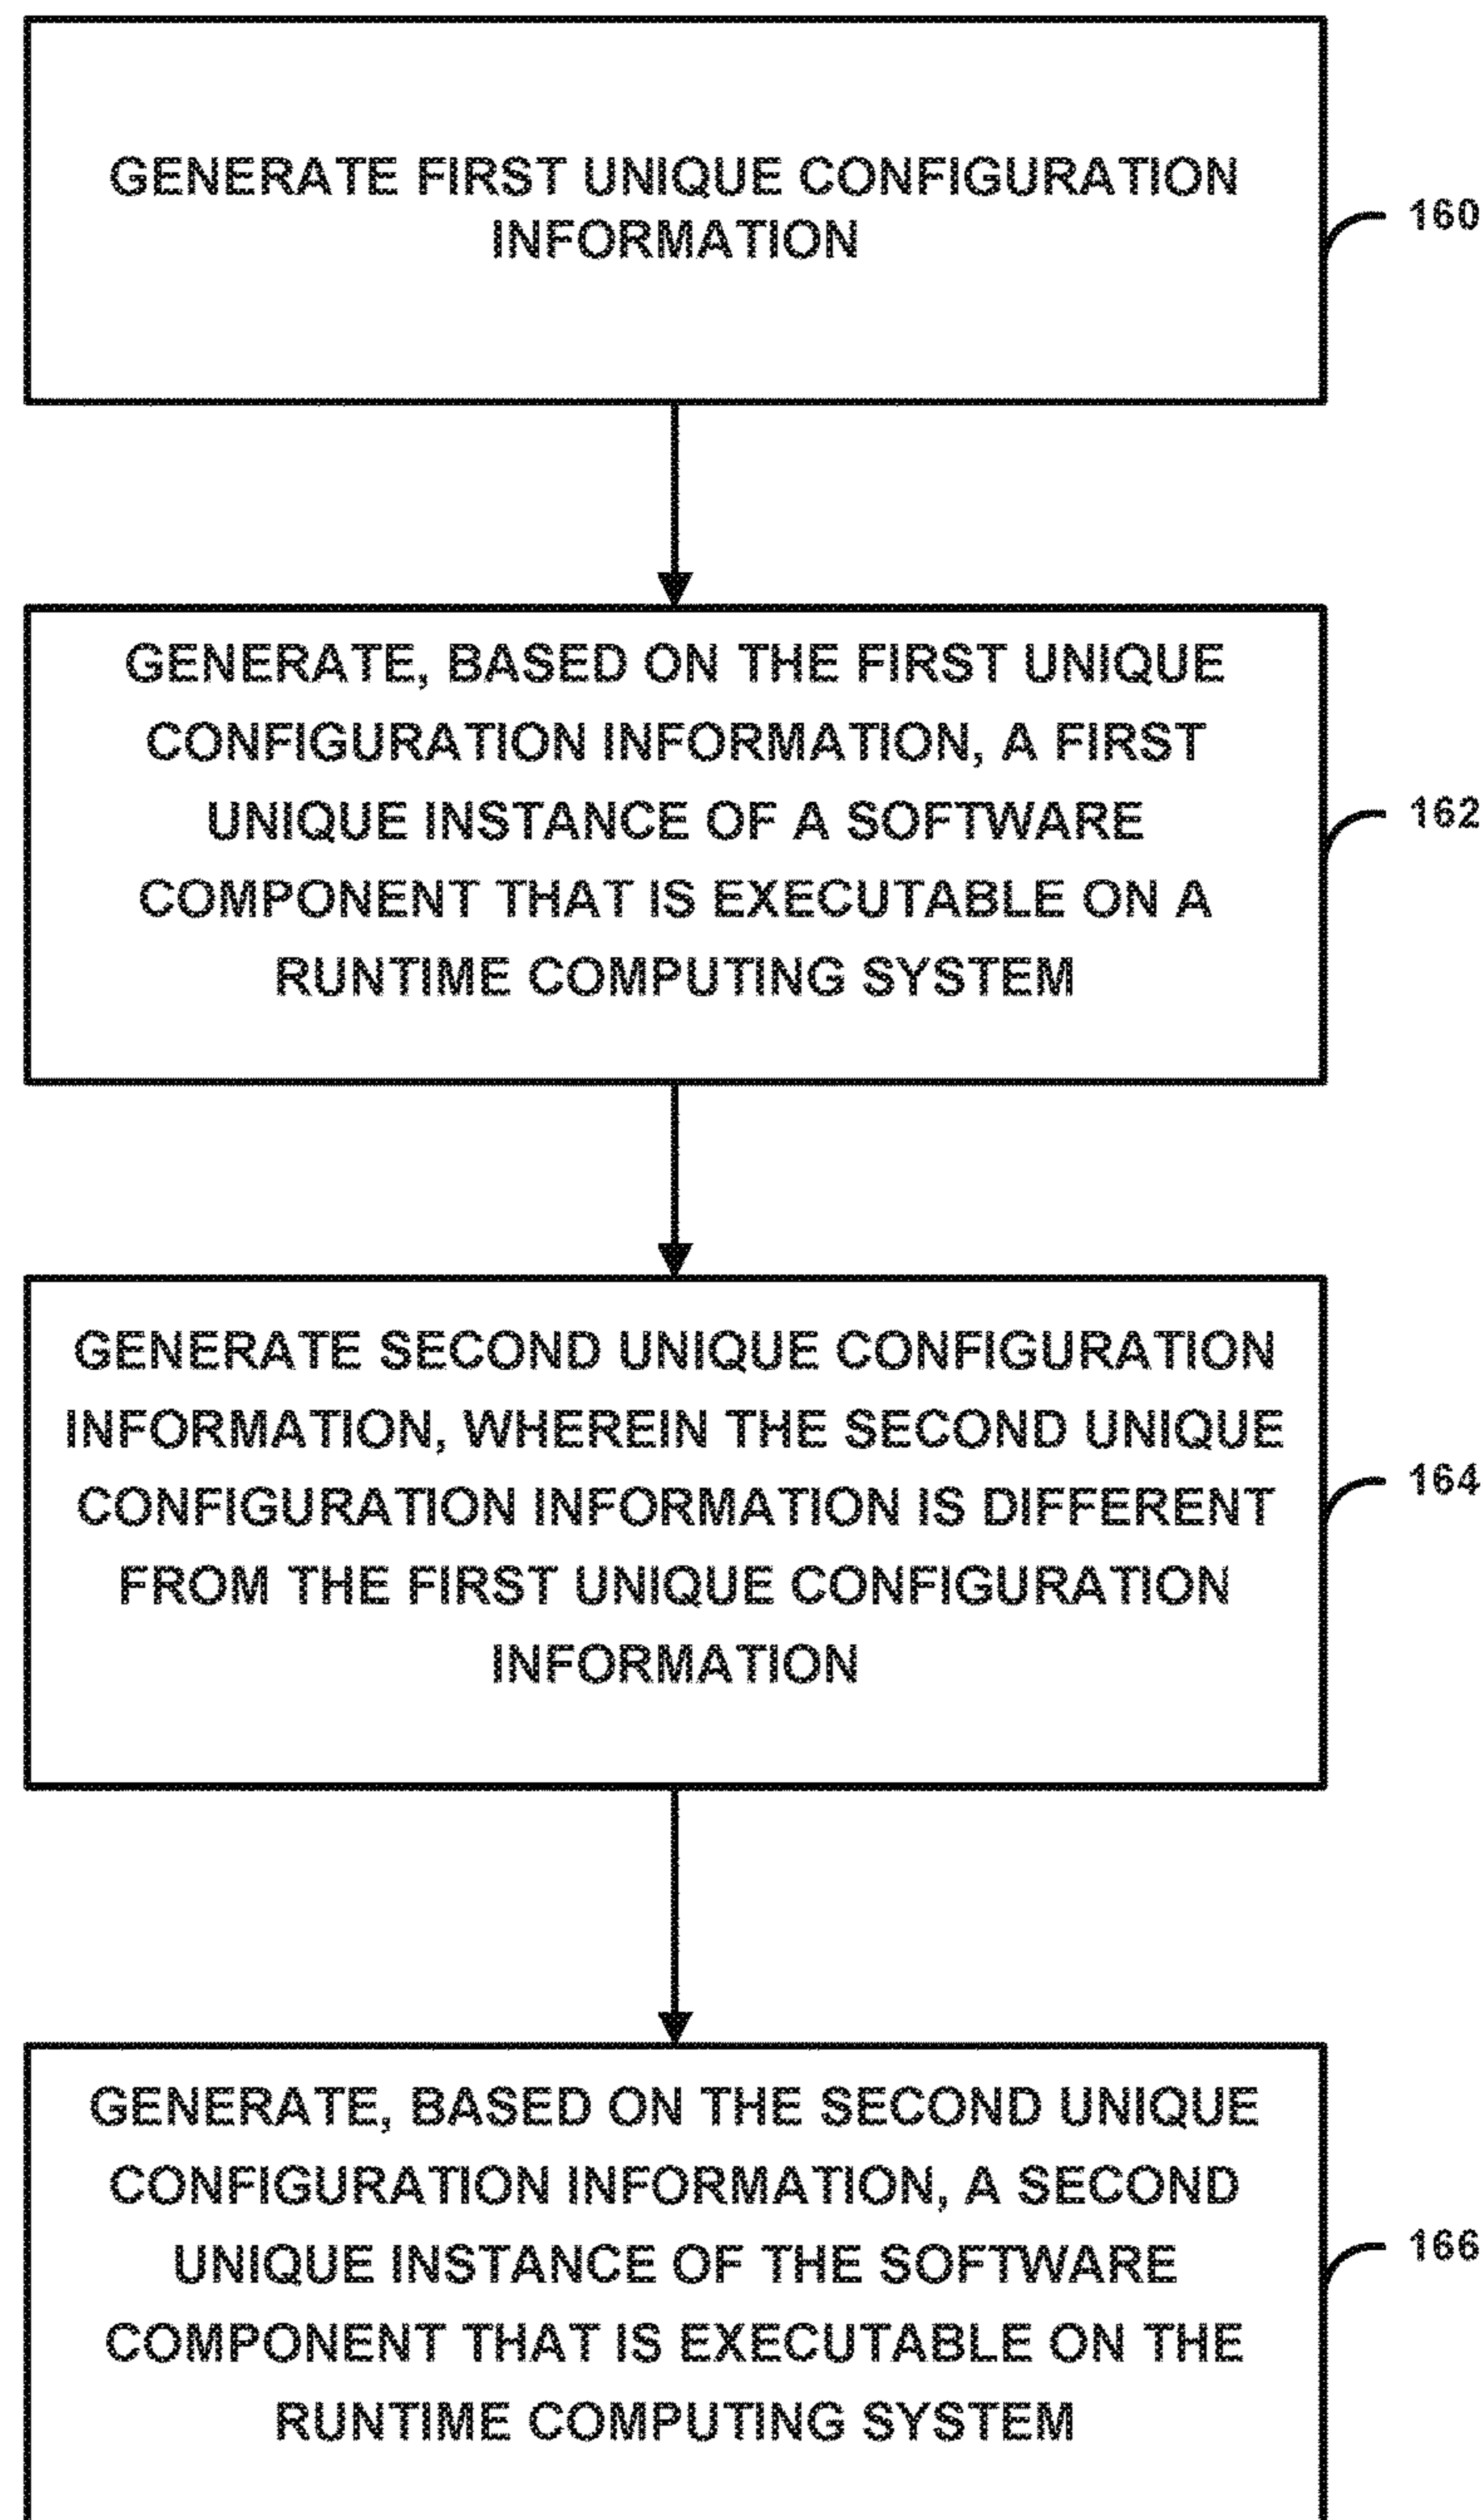 GENERATE FIRST UNIQUE CONFIGURATION
INFORMATION
160
GENERATE, BASED ON THE FIRST UNIQUE
CONFIGURATION INFORMATION, A FIRST
UNIQUE INSTANCE OF A SOFTWARE
COMPONENT THAT IS EXECUTABLE ON A
RUNTIME COMPUTING SYSTEM
162
GENERATE SECOND UNIQUE CONFIGURATION
INFORMATION, WHEREIN THE SECOND UNIQUE
CONFIGURATION INFORMATION IS DIFFERENT
FROM THE FIRST UNIQUE CONFIGURATION
INFORMATION
164
GENERATE, BASED ON THE SECOND UNIQUE
CONFIGURATION INFORMATION, A SECOND
UNIQUE INSTANCE OF THE SOFTWARE
COMPONENT THAT IS EXECUTABLE ON THE
RUNTIME COMPUTING SYSTEM
166